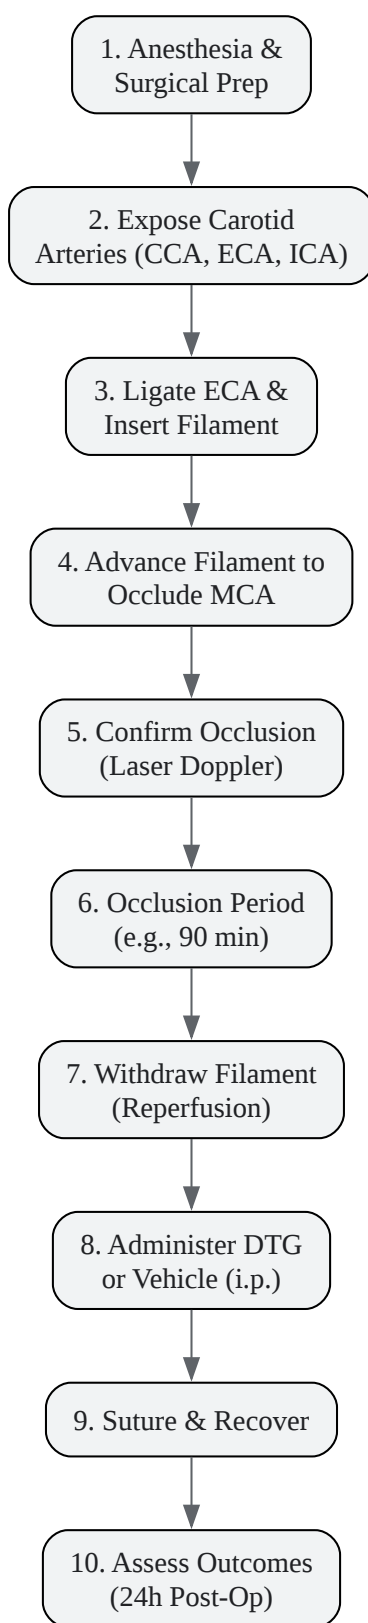 1. Anesthesia &
Surgical Prep
2. Expose Carotid
Arteries (CCA, ECA, ICA)
3. Ligate ECA &
Insert Filament
4. Advance Filament to
Occlude MCA
5. Confirm Occlusion
(Laser Doppler)
6. Occlusion Period
(e.g., 90 min)
7. Withdraw Filament
(Reperfusion)
8. Administer DTG
or Vehicle (i.p.)
9. Suture & Recover
10. Assess Outcomes
(24h Post-Op)